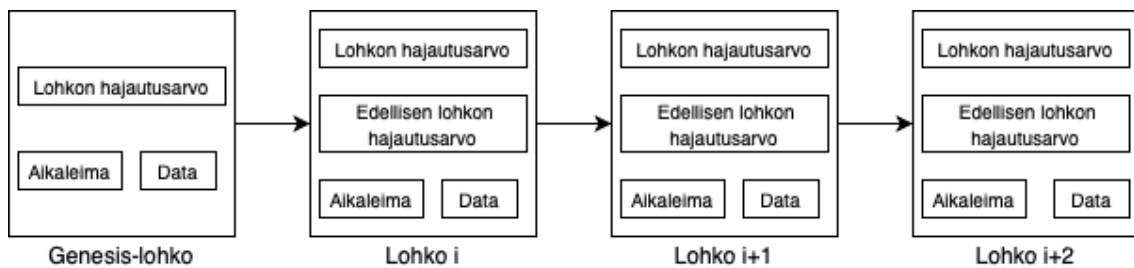 Lohkon hajautusarvo
Aikaleima
Data
Genesis-lohko
Lohkon hajautusarvo
Edellisen lohkon
hajautusarvo
Aikaleima
Data
Lohko i
Lohkon hajautusarvo
Edellisen lohkon
hajautusarvo
Aikaleima
Data
Lohko i+1
Lohkon hajautusarvo
Edellisen lohkon
hajautusarvo
Aikaleima
Data
Lohko i+2